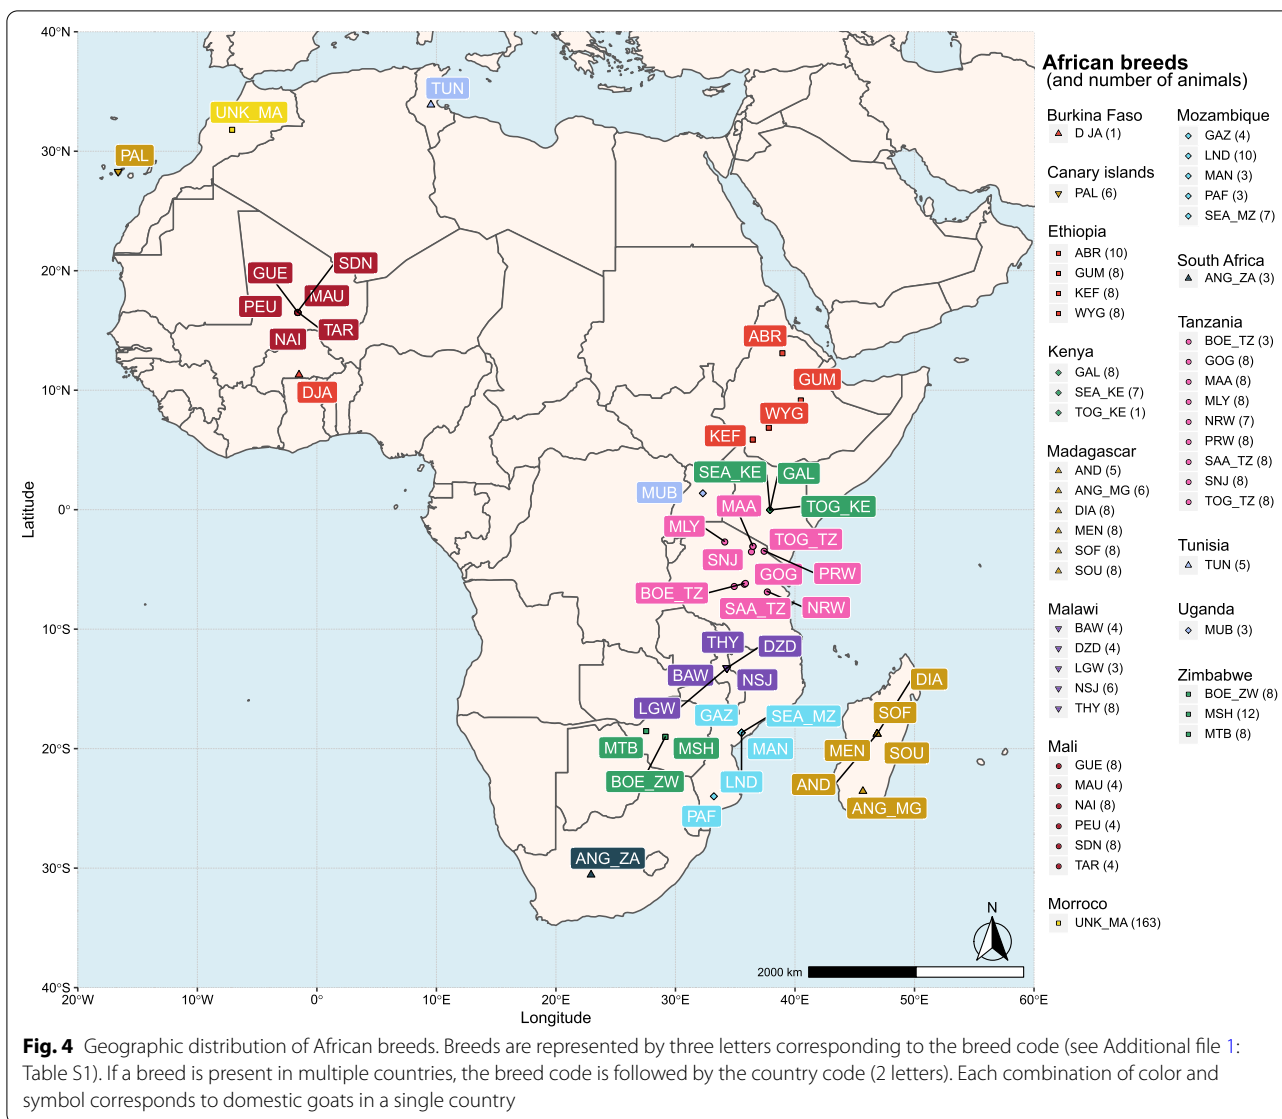 40°N
30°N
20°N
10°N
0°
10°S
20°S
30°S
40°S
20°W
10°W
0°
10°E
20°E
30°E
40°E
50°E
60°E
Latitude
Longitude
TUN
UNK_MA
PAL
SDN
GUE
MAU
PEU
TAR
NAI
DJA
ABR
GUM
WYG
KEF
SEA_KE
GAL
MUB
MAA
TOG_KE
MLY
TOG_TZ
SNJ
GOG
PRW
BOE_TZ
SAA_TZ
NRW
THY
DZD
BAW
NSJ
LGW
GAZ
SEA_MZ
MTB
MSH
MAN
BOE_ZW
LND
PAF
DIA
SOF
MEN
SOU
AND
ANG_MG
ANG_ZA
N
2000 km
African breeds
(and number of animals)
Burkina Faso
D JA (1)
Canary islands
PAL (6)
Ethiopia
ABR (10)
GUM (8)
KEF (8)
WYG (8)
Kenya
GAL (8)
SEA_KE (7)
TOG_KE (1)
Madagascar
AND (5)
ANG_MG (6)
DIA (8)
MEN (8)
SOF (8)
SOU (8)
Malawi
BAW (4)
DZD (4)
LGW (3)
NSJ (6)
THY (8)
Mali
GUE (8)
MAU (4)
NAI (8)
PEU (4)
SDN (8)
TAR (4)
Morroco
UNK_MA (163)
Mozambique
GAZ (4)
LND (10)
MAN (3)
PAF (3)
SEA_MZ (7)
South Africa
ANG_ZA (3)
Tanzania
BOE_TZ (3)
GOG (8)
MAA (8)
MLY (8)
NRW (7)
PRW (8)
SAA_TZ (8)
SNJ (8)
TOG_TZ (8)
Tunisia
TUN (5)
Uganda
MUB (3)
Zimbabwe
BOE_ZW (8)
MSH (12)
MTB (8)
Fig. 4 Geographic distribution of African breeds. Breeds are represented by three letters corresponding to the breed code (see Additional file 1:
Table S1). If a breed is present in multiple countries, the breed code is followed by the country code (2 letters). Each combination of color and
symbol corresponds to domestic goats in a single country